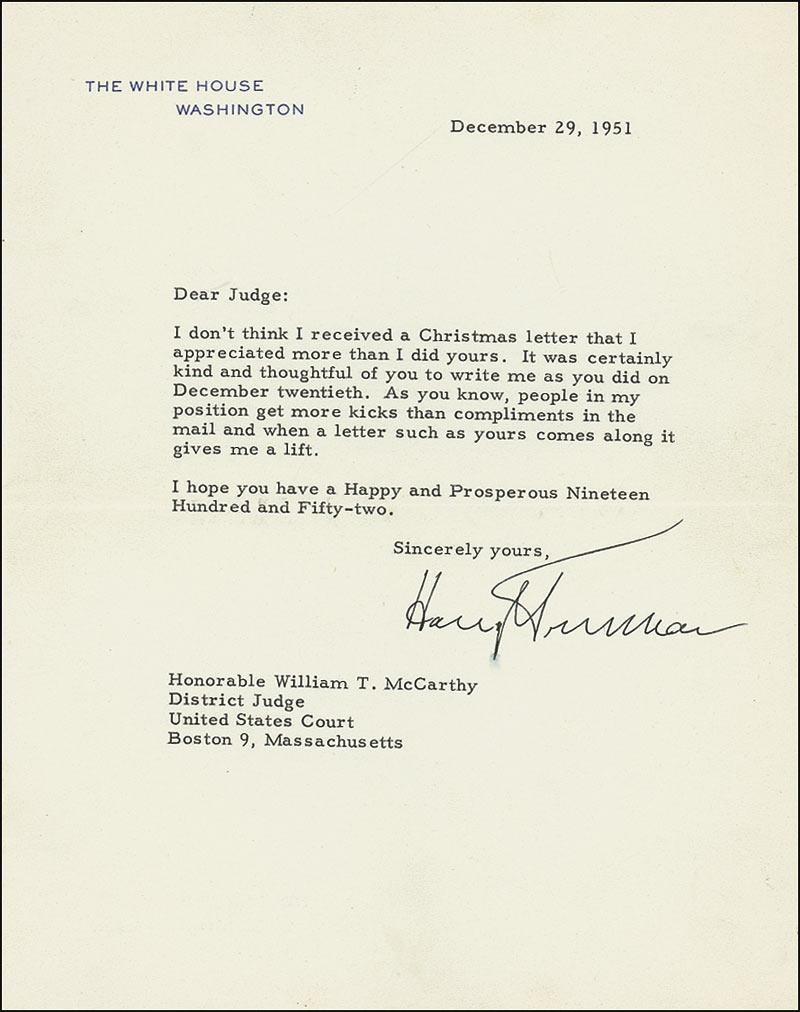 THE WHITE HOUSE
WASHINGTON
December 29, 1951
Dear Judge:
I don't think I received a Christmas letter that I
appreciated more than I did yours. It was certainly
kind and thoughtful of you to write me as you did on
December twentieth. As you know, people in my
position get more kicks than compliments in the
mail and when a letter such as yours comes along it
gives me a lift.
I hope you have a Happy and Prosperous Nineteen
Hundred and Fifty-two.
Sincerely yours,
Harry Truman
Honorable William T. McCarthy
District Judge
United States Court
Boston 9, Massachusetts